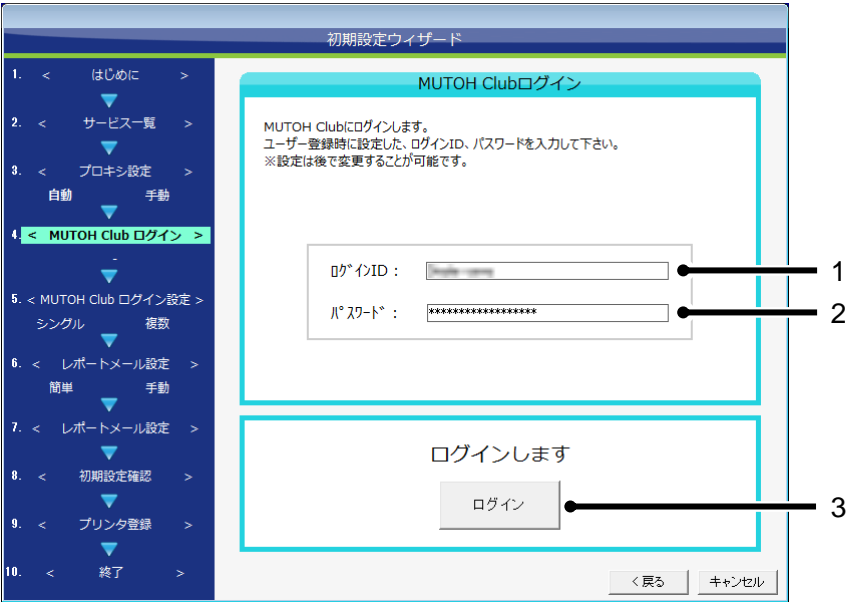 初期設定ウィザード
1. < はじめに >
2. < サービス一覧 >
3. < プロキシ設定 >
自動 手動
4. < MUTOH Club ログイン >
-
5. < MUTOH Club ログイン設定 >
シングル 複数
6. < レポートメール設定 >
簡単 手動
7. < レポートメール設定 >
8. < 初期設定確認 >
9. < プリンタ登録 >
10. < 終了 >
MUTOH Clubログイン
MUTOH Clubにログインします。
ユーザー登録時に設定した、ログインID、パスワードを入力して下さい。
※設定は後で変更することが可能です。
ログインID：
1
パスワード： ******************
2
ログインします
ログイン
3
<戻る キャンセル